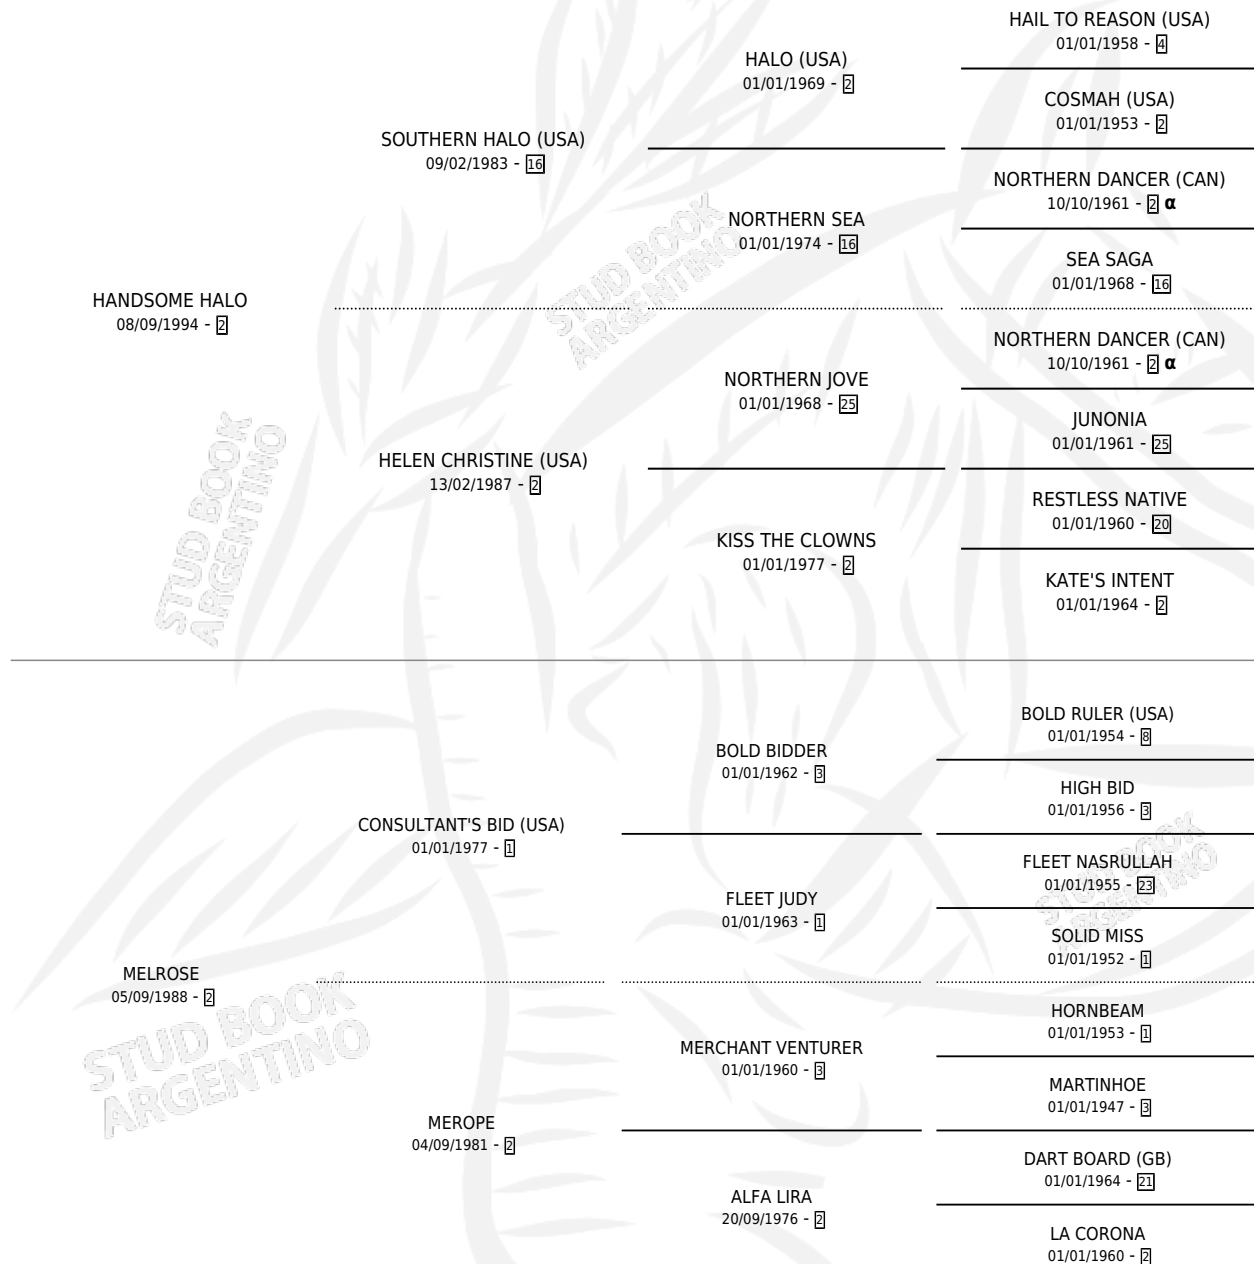 HAIL TO REASON (USA)
01/01/1958 - 4
HALO (USA)
01/01/1969 - 2
COSMAH (USA)
01/01/1953 - 2
SOUTHERN HALO (USA)
09/02/1983 - 16
NORTHERN DANCER (CAN)
10/10/1961 - 2 α
NORTHERN SEA
01/01/1974 - 16
SEA SAGA
01/01/1968 - 16
HANDSOME HALO
08/09/1994 - 2
STUD BOOK
ARGENTINO
NORTHERN DANCER (CAN)
10/10/1961 - 2 α
NORTHERN JOVE
01/01/1968 - 25
JUNONIA
01/01/1961 - 25
HELEN CHRISTINE (USA)
13/02/1987 - 2
RESTLESS NATIVE
01/01/1960 - 20
KISS THE CLOWNS
01/01/1977 - 2
KATE'S INTENT
01/01/1964 - 2
STUD BOOK
ARGENTINO
BOLD RULER (USA)
01/01/1954 - 8
BOLD BIDDER
01/01/1962 - 3
HIGH BID
01/01/1956 - 3
CONSULTANT'S BID (USA)
01/01/1977 - 1
FLEET NASRULLAH
01/01/1955 - 23
STUD BOOK
ARGENTINO
FLEET JUDY
01/01/1963 - 1
SOLID MISS
01/01/1952 - 1
MELROSE
05/09/1988 - 2
STUD BOOK
ARGENTINO
HORNBEAM
01/01/1953 - 1
MERCHANT VENTURER
01/01/1960 - 3
MARTINHOE
01/01/1947 - 3
MEROPE
04/09/1981 - 2
DART BOARD (GB)
01/01/1964 - 21
ALFA LIRA
20/09/1976 - 2
LA CORONA
01/01/1960 - 2